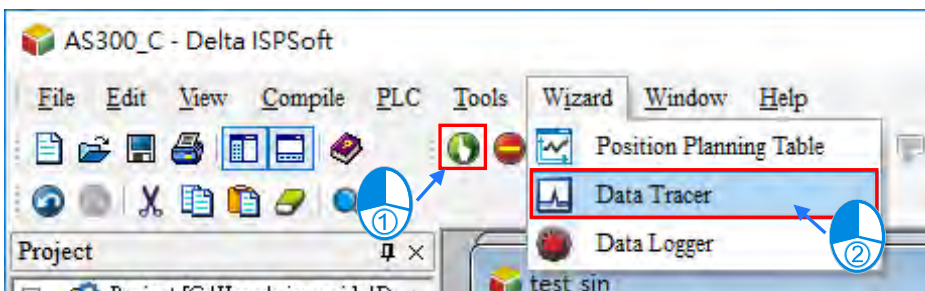 AS300_C - Delta ISPSoft
File Edit View Compile PLC Tools Wizard Window Help
Position Planning Table
Data Tracer
①
Data Logger
②
Project
test sin
Project